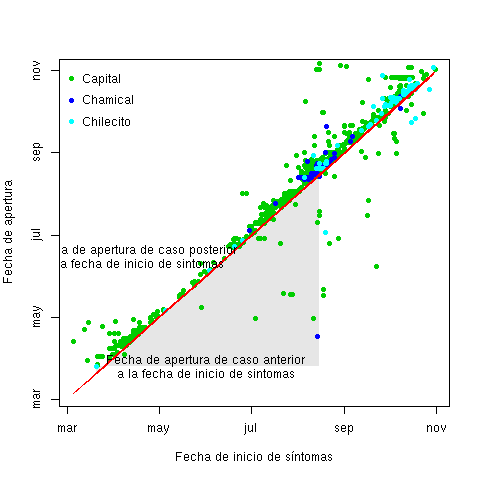 Capital
Chamical
Chilecito
a de apertura de caso posterior
a fecha de inicio de sintomas
Fecha de apertura de caso anterior
a la fecha de inicio de sintomas
Fecha de apertura
mar
may
jul
sep
nov
mar
may
jul
sep
nov
Fecha de inicio de síntomas